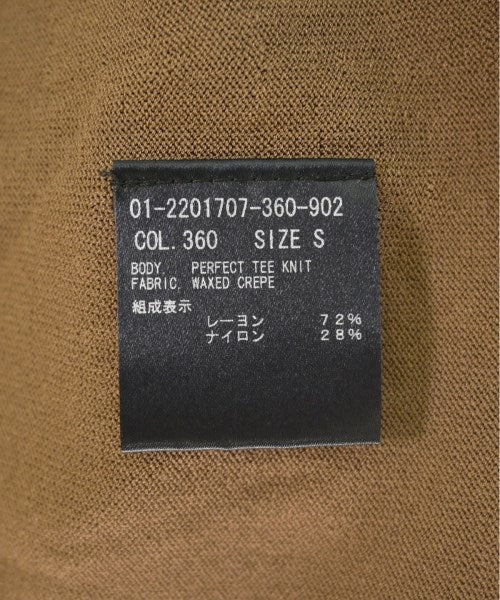 01-2201707-360-902
COL.360 SIZE S
BODY. PERFECT TEE KNIT
FABRIC. WAXED CREPE
組成表示
レーヨン 72%
ナイロン 28%